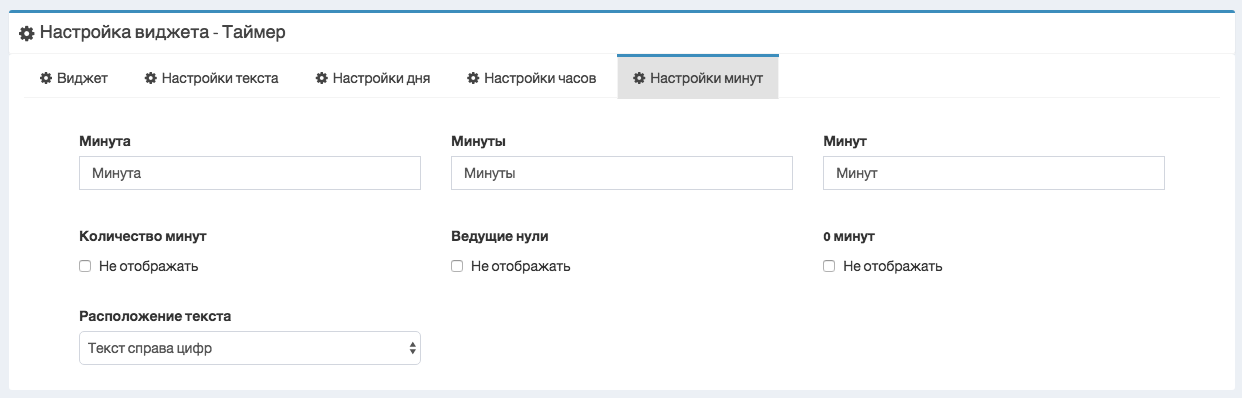 Настройка виджета - Таймер
Виджет Настройки текста Настройки дня Настройки часов Настройки минут
Минута Минуты Минут
Минута Минуты Минут
Количество минут Ведущие нули 0 минут
Не отображать Не отображать Не отображать
Расположение текста
Текст справа цифр